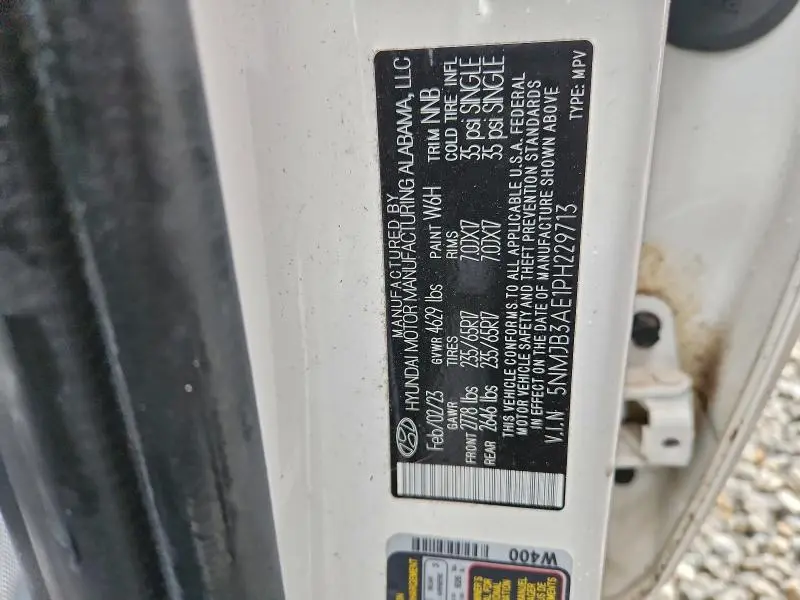 MANUFACTURED BY
HYUNDAI MOTOR MANUFACTURING ALABAMA, LLC
Feb/02/23 GVWR 4629 lbs PAINT W6H TRIM NNB
GAWR TIRES RIMS COLD TIRE INFL
FRONT 2778 lbs 235/65R17 7.0JX17 35 psi SINGLE
REAR 2646 lbs 235/65R17 7.0JX17 35 psi SINGLE
THIS VEHICLE CONFORMS TO ALL APPLICABLE U.S.A. FEDERAL
MOTOR VEHICLE SAFETY AND THEFT PREVENTION STANDARDS
IN EFFECT ON THE DATE OF MANUFACTURE SHOWN ABOVE
V.I.N 5NMJB3AE1PH229713 TYPE: MPV
W400